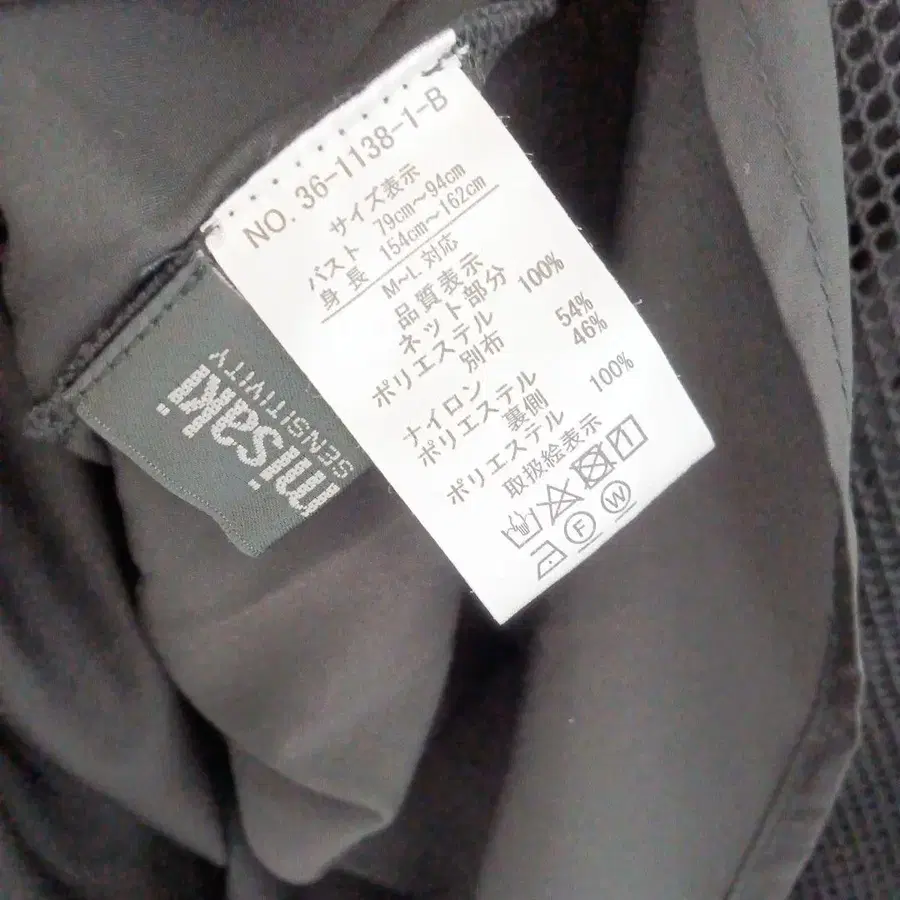 NO. 36-1138-1-B
サイズ表示
バスト 79cm~94cm
身長 154cm~162cm
M~L 対応
品質表示
ネット部分
ポリエステル 100%
別布
ナイロン 54%
ポリエステル 46%
裏側
ポリエステル 100%
取扱絵表示
F W
misaki
SENSITIVITY